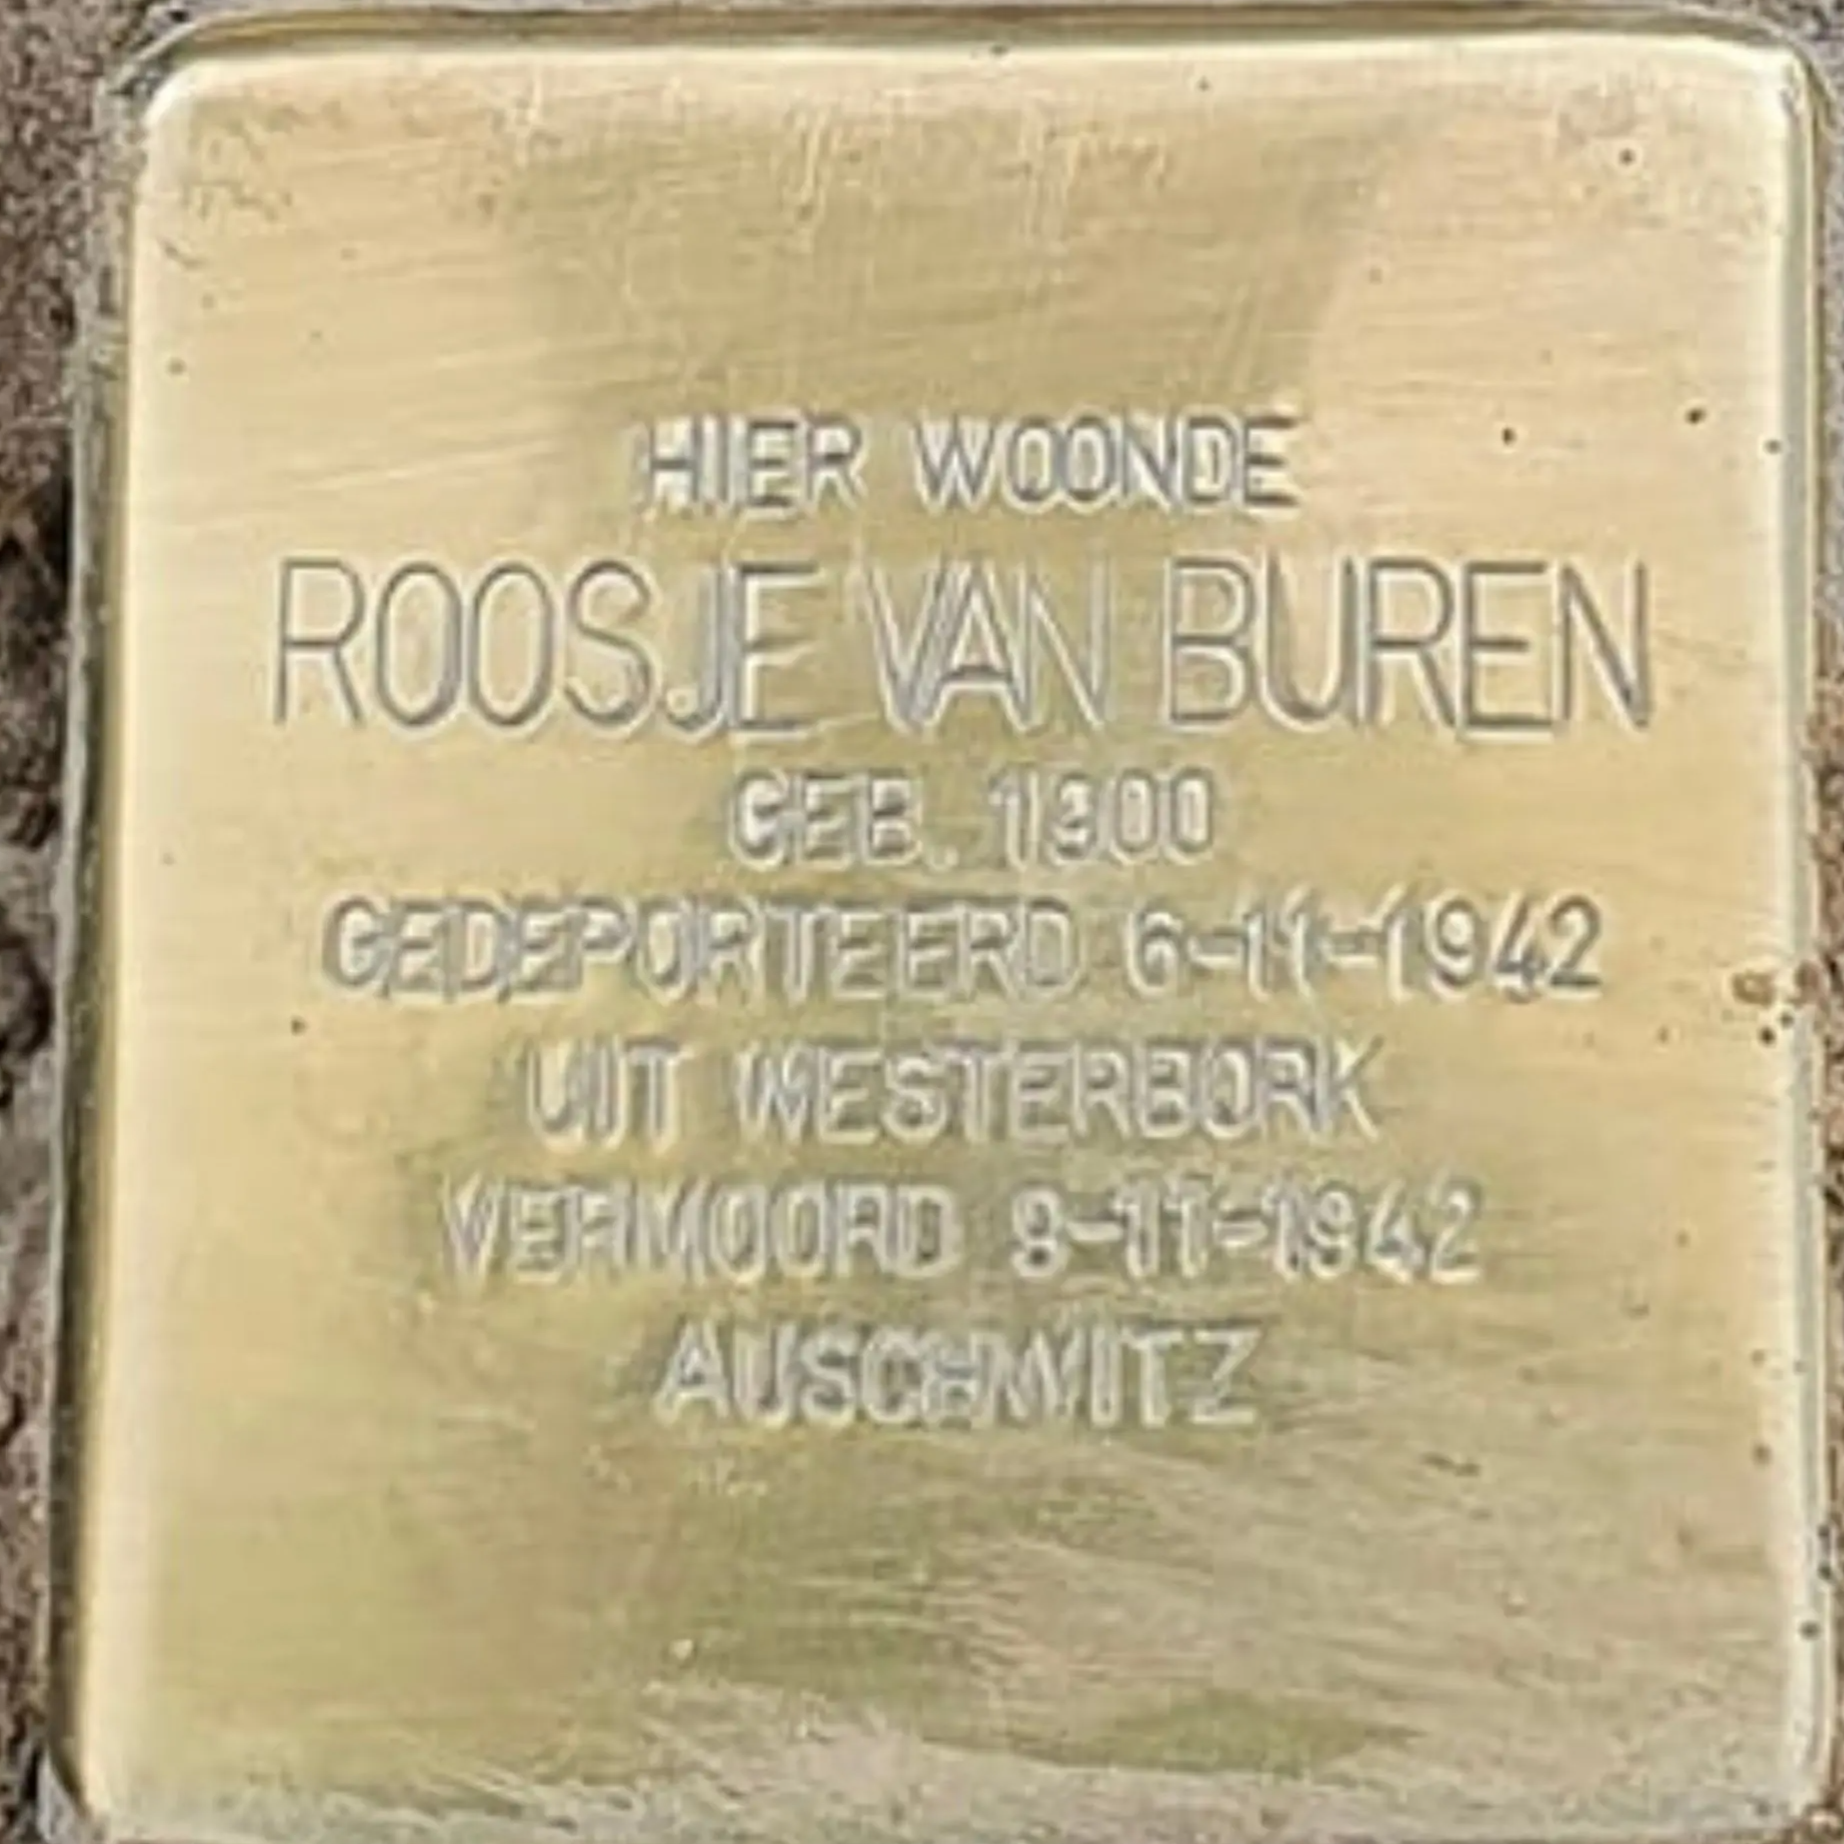 HIER WOONDE
ROOSJE VAN BUREN
GEB. 1900
GEDEPORTEERD 6-11-1942
UIT WESTERBORK
VERMOORD 9-11-1942
AUSCHWITZ